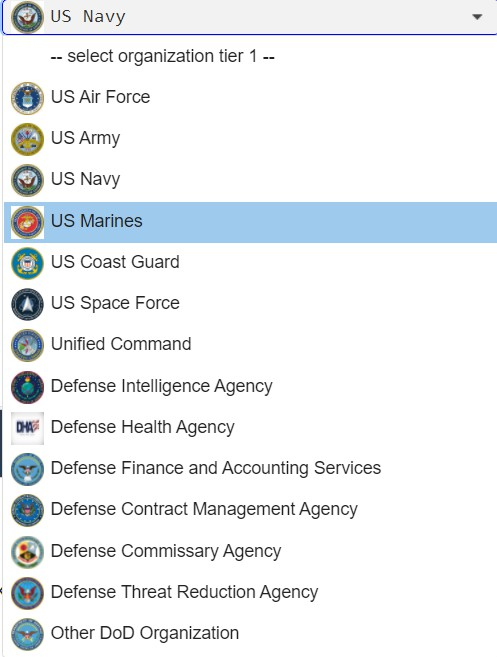 US Navy
-- select organization tier 1 --
US Air Force
US Army
US Navy
US Marines
US Coast Guard
US Space Force
Unified Command
Defense Intelligence Agency
DHA
Defense Health Agency
Defense Finance and Accounting Services
Defense Contract Management Agency
Defense Commissary Agency
Defense Threat Reduction Agency
Other DoD Organization